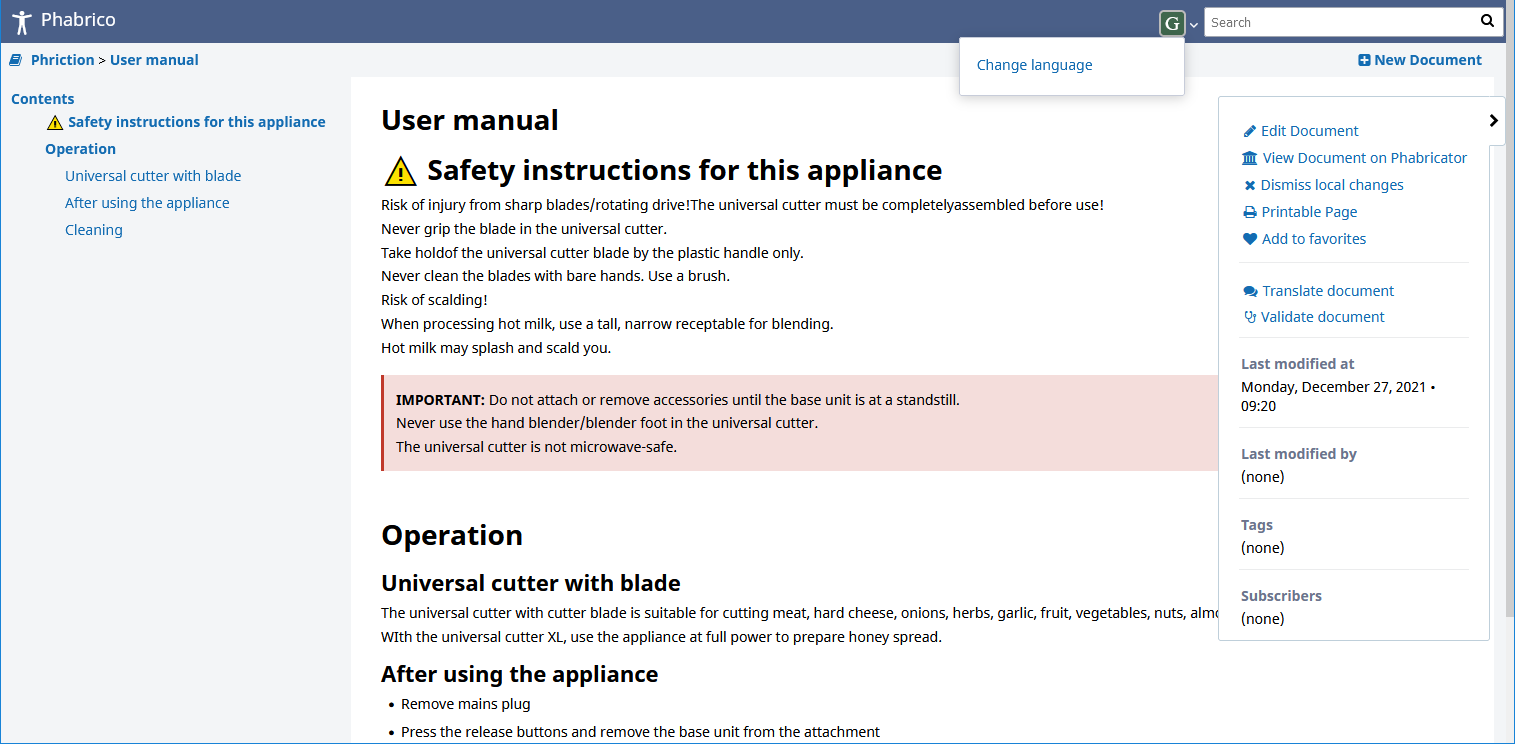 Phabrico
G
Search
Change language
Phriction > User manual
New Document
Contents
Safety instructions for this appliance
Operation
Universal cutter with blade
After using the appliance
Cleaning
User manual
Safety instructions for this appliance
Risk of injury from sharp blades/rotating drive!The universal cutter must be completelyassembled before use!
Never grip the blade in the universal cutter.
Take holdof the universal cutter blade by the plastic handle only.
Never clean the blades with bare hands. Use a brush.
Risk of scalding!
When processing hot milk, use a tall, narrow receptable for blending.
Hot milk may splash and scald you.
IMPORTANT: Do not attach or remove accessories until the base unit is at a standstill.
Never use the hand blender/blender foot in the universal cutter.
The universal cutter is not microwave-safe.
Operation
Universal cutter with blade
The universal cutter with cutter blade is suitable for cutting meat, hard cheese, onions, herbs, garlic, fruit, vegetables, nuts,
WIth the universal cutter XL, use the appliance at full power to prepare honey spread.
After using the appliance
• Remove mains plug
• Press the release buttons and remove the base unit from the attachment
Edit Document
View Document on Phabricator
Dismiss local changes
Printable Page
Add to favorites
Translate document
Validate document
Last modified at
Monday, December 27, 2021 •
09:20
Last modified by
(none)
Tags
(none)
Subscribers
(none)